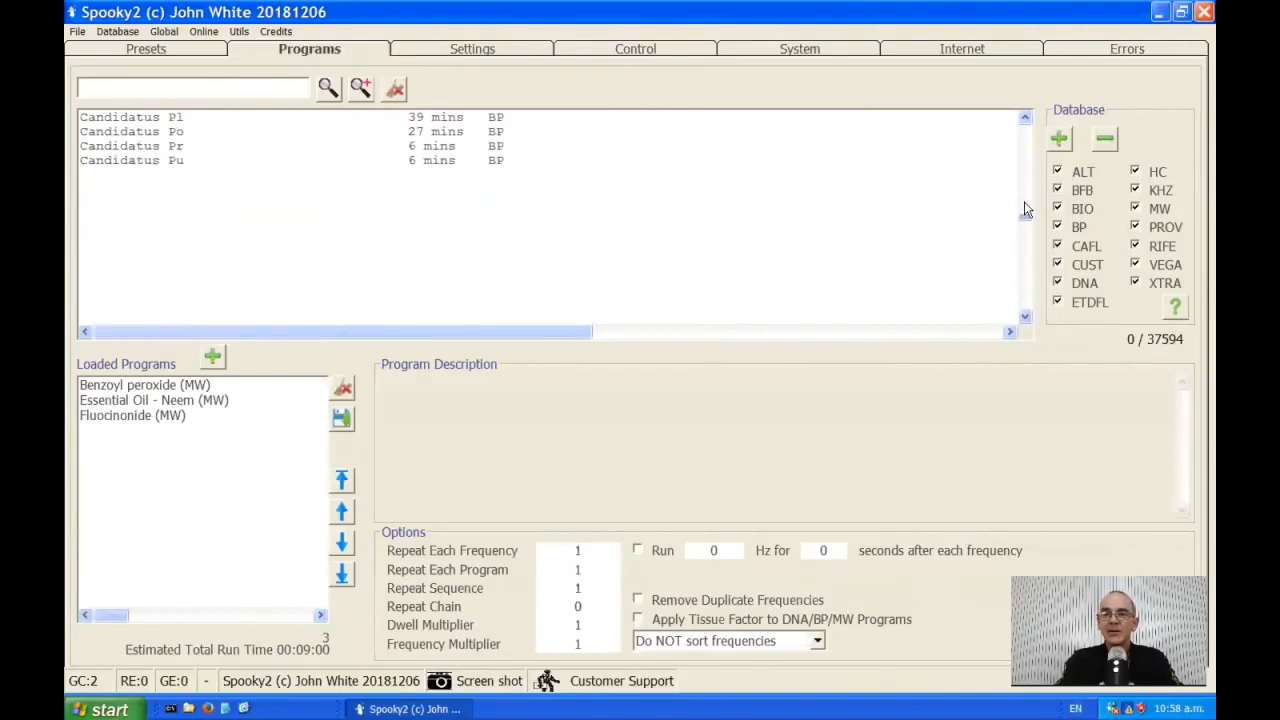 Spooky2 (c) John White 20181206
File Database Global Online Utils Credits
Presets Programs Settings Control System Internet Errors
Candidatus Pl 39 mins BP
Candidatus Po 27 mins BP
Candidatus Pr 6 mins BP
Candidatus Pu 6 mins BP
Database
ALT HC
BFB KHZ
BIO MW
BP PROV
CAFL RIFE
CUST VEGA
DNA XTRA
ETDFL
0 / 37594
Loaded Programs
Benzoyl peroxide (MW)
Essential Oil - Neem (MW)
Fluocinonide (MW)
3
Estimated Total Run Time 00:09:00
Program Description
Options
Repeat Each Frequency 1
Repeat Each Program 1
Repeat Sequence 1
Repeat Chain 0
Dwell Multiplier 1
Frequency Multiplier 1
Run 0 Hz for 0 seconds after each frequency
Remove Duplicate Frequencies
Apply Tissue Factor to DNA/BP/MW Programs
Do NOT sort frequencies
GC:2 RE:0 GE:0 - Spooky2 (c) John White 20181206 Screen shot Customer Support
start Spooky2 (c) John ... EN 10:58 a.m.